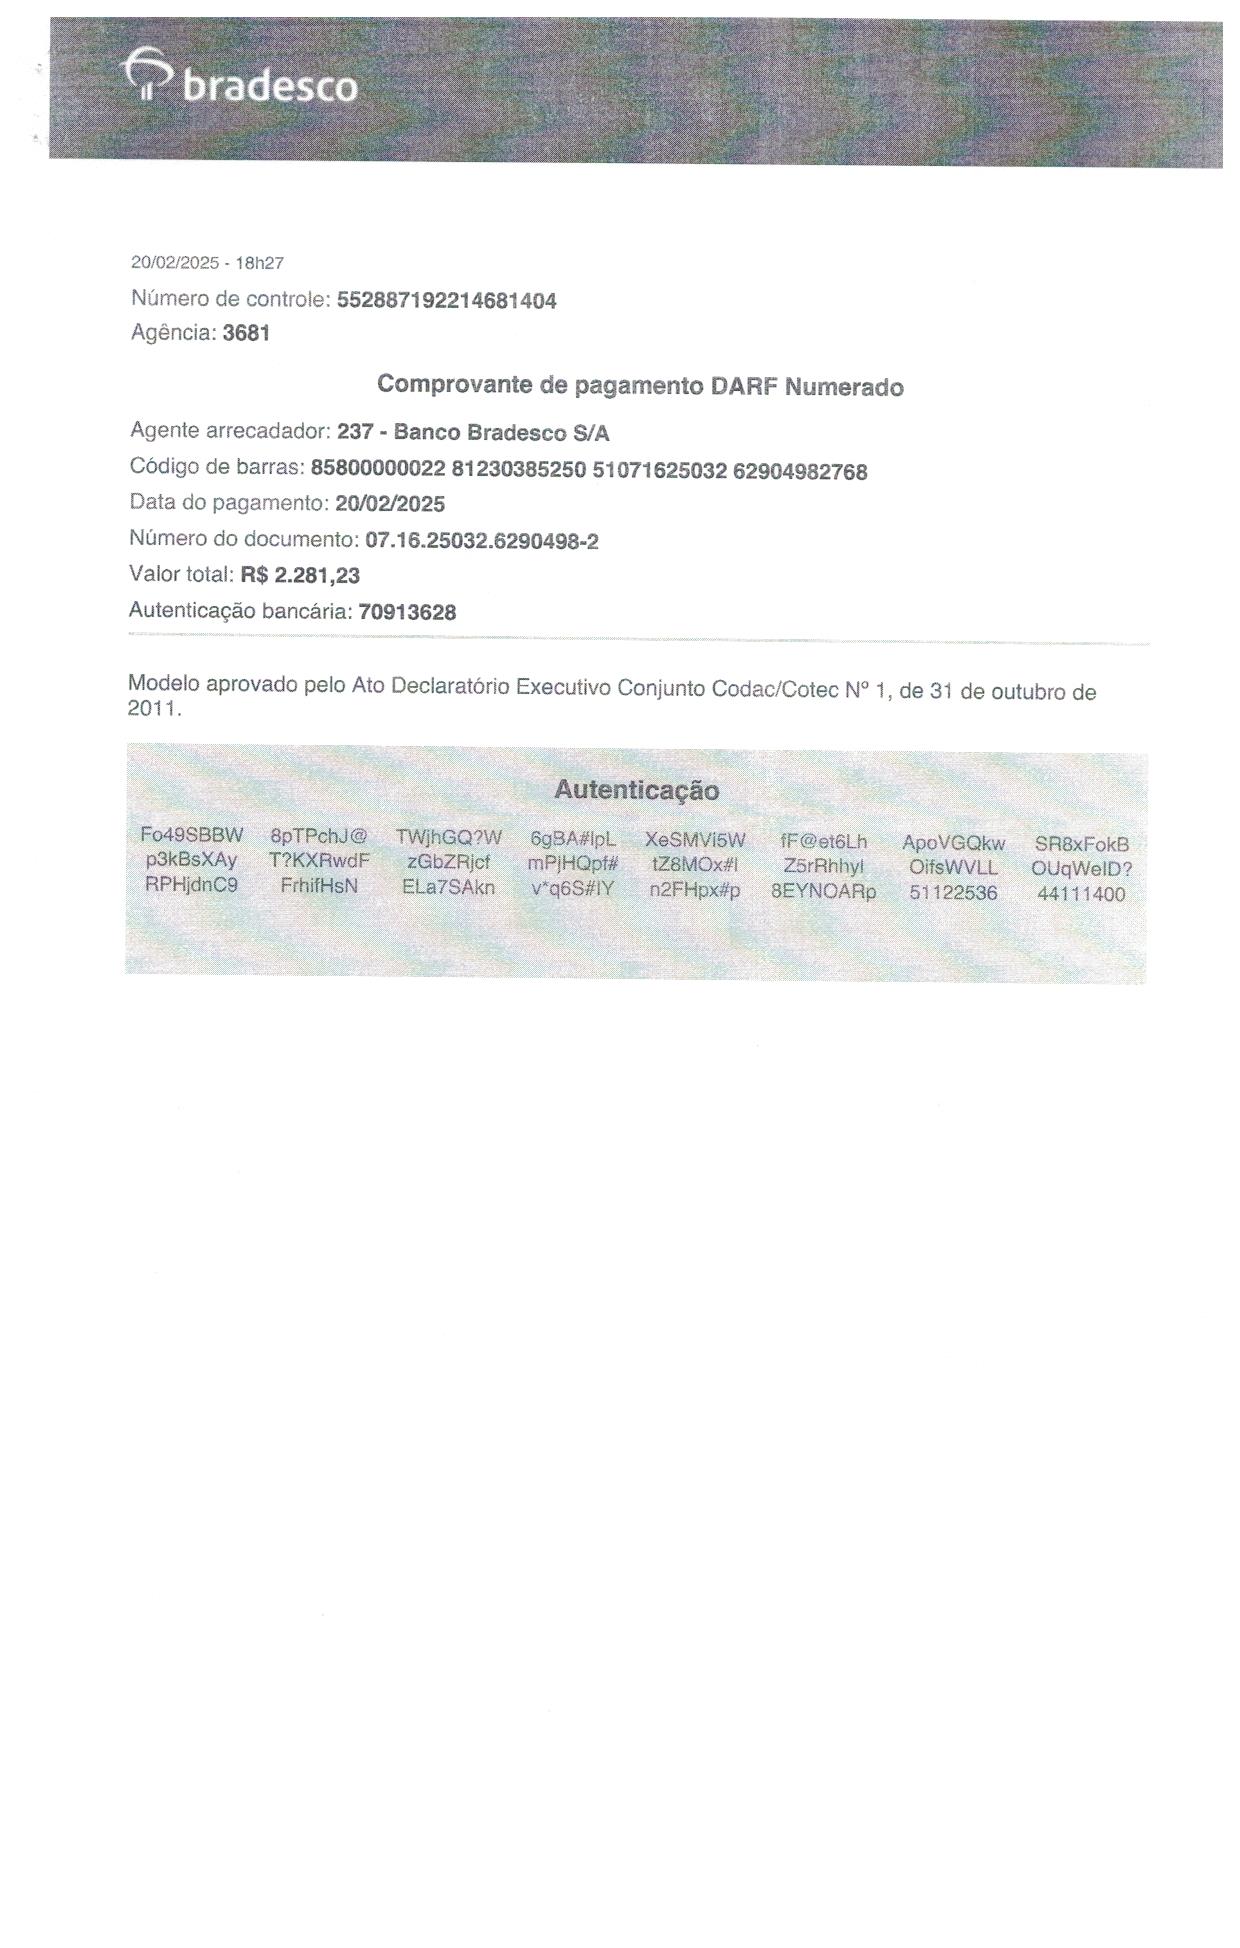 bradesco
20/02/2025 - 18h27
Número de controle: 552887192214681404
Agência: 3681
Comprovante de pagamento DARF Numerado
Agente arrecadador: 237 - Banco Bradesco S/A
Código de barras: 85800000022 81230385250 51071625032 62904982768
Data do pagamento: 20/02/2025
Número do documento: 07.16.25032.6290498-2
Valor total: R$ 2.281,23
Autenticação bancária: 70913628
Modelo aprovado pelo Ato Declaratório Executivo Conjunto Codac/Cotec Nº 1, de 31 de outubro de
2011.
Autenticação
Fo49SBBW 8pTPchJ@ TWjhGQ?W 6gBA#lpL XeSMVi5W fF@et6Lh ApoVGQkw SR8xFokB
p3kBsXAy T?KXRwdF zGbZRjcf mPjHQpf# tZ8MOx#l Z5rRhhyl OifsWVLL OUqWelD?
RPHjdnC9 FrhifHsN ELa7SAkn v*q6S#lY n2FHpx#p 8EYNOARp 51122536 44111400